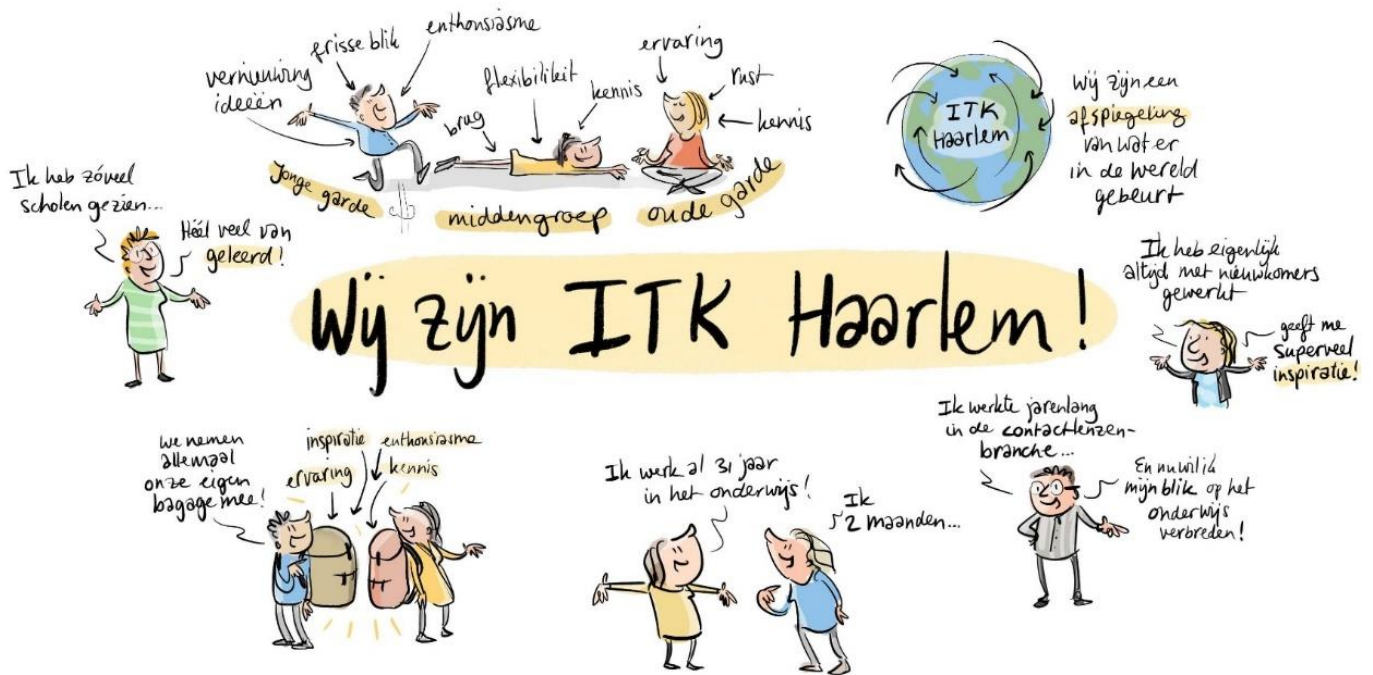 frisse blik
enthousiasme
vernieuwing
ideeën
brug
flexibiliteit
kennis
ervaring
rust
kennis
Jonge garde
middengroep
oude garde
ITK
Haarlem
Wij zijn een
afspiegeling
van wat er
in de wereld
gebeurt
Ik heb zóveel
scholen gezien...
Héél veel van
geleerd!
Wij zijn ITK Haarlem!
Ik heb eigenlijk
altijd met nieuwkomers
gewerkt
geeft me
superveel
inspiratie!
we nemen
allemaal
onze eigen
bagage mee!
inspiratie
enthousiasme
ervaring
kennis
Ik werk al 31 jaar
in het onderwijs!
Ik
2 maanden...
Ik werkte jarenlang
in de contactlenzen-
branche...
En nu wil ik
mijn blik op het
onderwijs
verbreden!